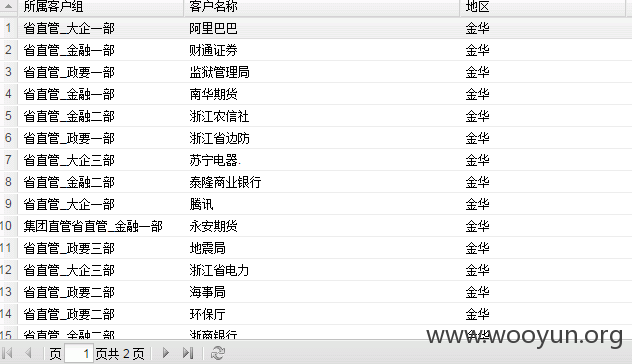 所属客户组 客户名称 地区
1 省直管_大企一部 阿里巴巴 金华
2 省直管_金融一部 财通证券 金华
3 省直管_政要一部 监狱管理局 金华
4 省直管_金融一部 南华期货 金华
5 省直管_金融二部 浙江农信社 金华
6 省直管_政要一部 浙江省边防 金华
7 省直管_大企三部 苏宁电器. 金华
8 省直管_金融二部 泰隆商业银行 金华
9 省直管_大企一部 腾讯 金华
10 集团直管省直管_金融一部 永安期货 金华
11 省直管_政要三部 地震局 金华
12 省直管_大企三部 浙江省电力 金华
13 省直管_政要二部 海事局 金华
14 省直管_政要二部 环保厅 金华
15 省直管_金融二部 浙商银行 金华
www.wooyun.org
页 1 页共 2 页